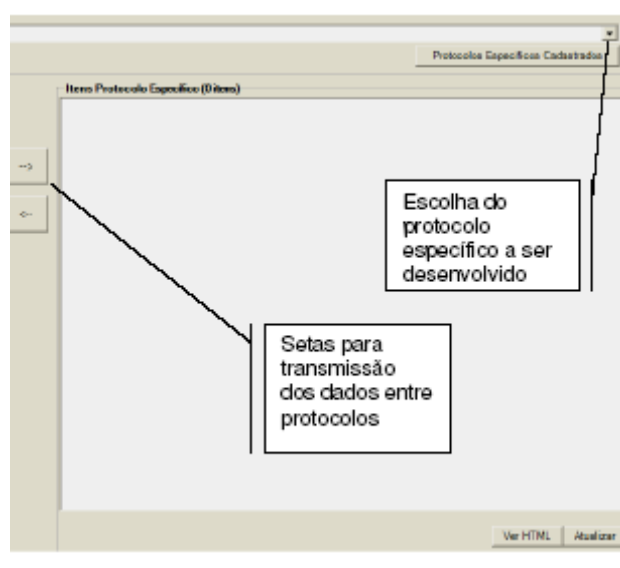 Protocolos Específicos Cadastrados
Itens Protocolo Específico (0 itens)
-->
<--
Escolha do
protocolo
específico a ser
desenvolvido
Setas para
transmissão
dos dados entre
protocolos
Ver HTML
Atualizar